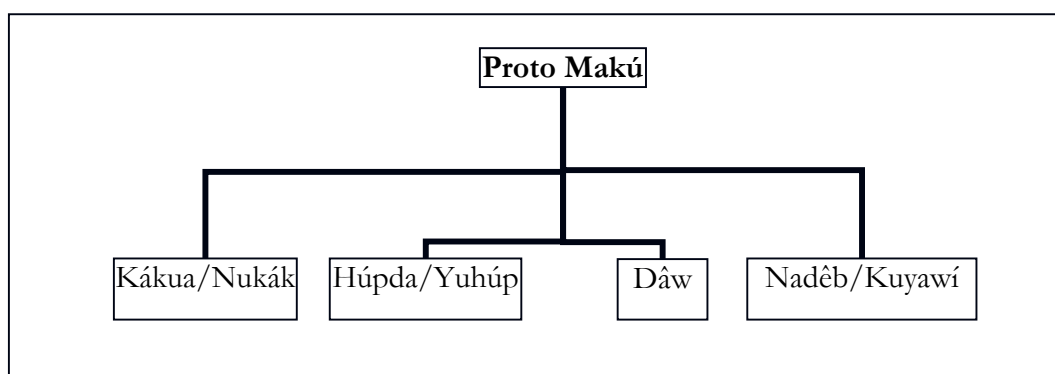 Proto Makú
Kákua/Nukák
Húpda/Yuhúp
Dâw
Nadêb/Kuyawí